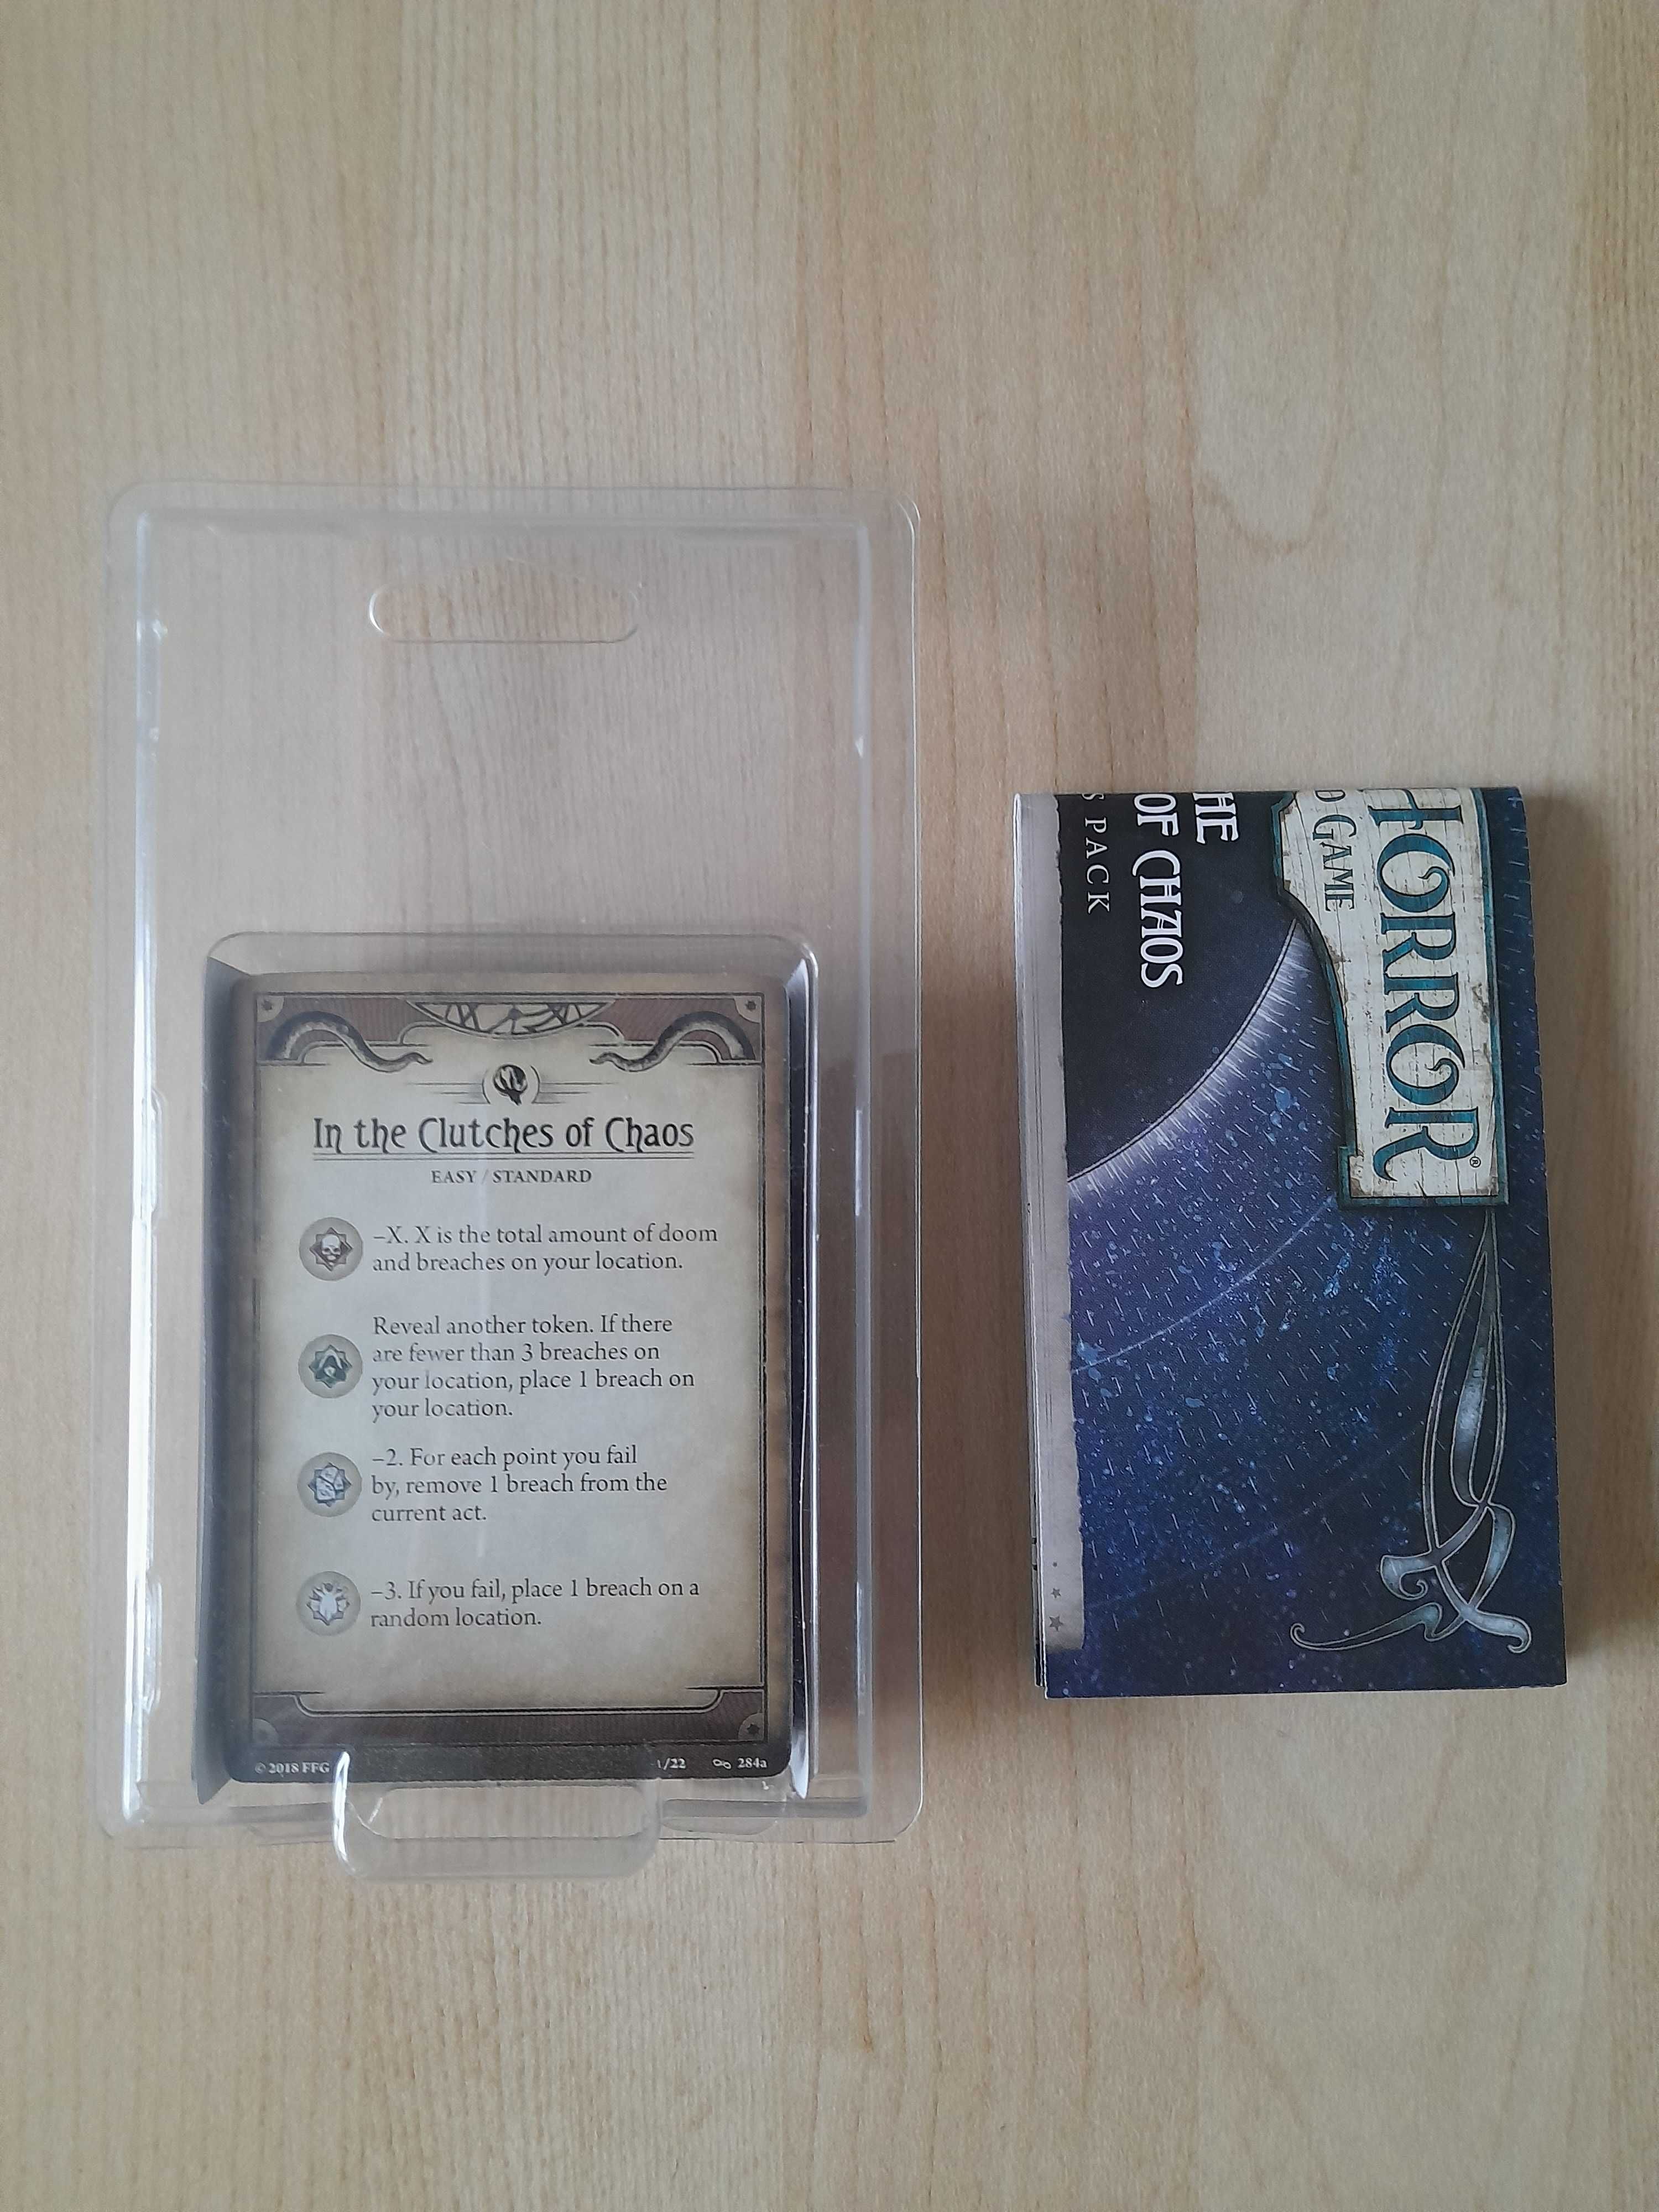 In the Clutches of Chaos
EASY / STANDARD
–X. X is the total amount of doom
and breaches on your location.
Reveal another token. If there
are fewer than 3 breaches on
your location, place 1 breach on
your location.
–2. For each point you fail
by, remove 1 breach from the
current act.
–3. If you fail, place 1 breach on a
random location.
© 2018 FFG
1/22 284a
HORROR®
D GAME
HE
OF CHAOS
S PACK